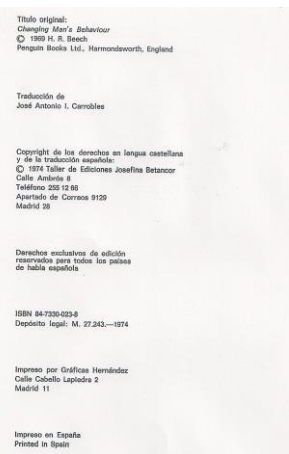 Título original:
Changing Man's Behaviour
© 1969 H. R. Beech
Penguin Books Ltd., Harmondsworth, England
Traducción de
José Antonio I. Carrobles
Copyright de los derechos en lengua castellana
y de la traducción española:
© 1974 Taller de Ediciones Josefina Betancor
Calle Ambrós 8
Teléfono 255 12 66
Apartado de Correos 9129
Madrid 28
Derechos exclusivos de edición
reservados para todos los países
de habla española
ISBN 84-7330-023-6
Depósito legal: M. 27.243.—1974
Impreso por Gráficas Hernández
Calle Cabello Lapiedra 2
Madrid 11
Impreso en España
Printed in Spain